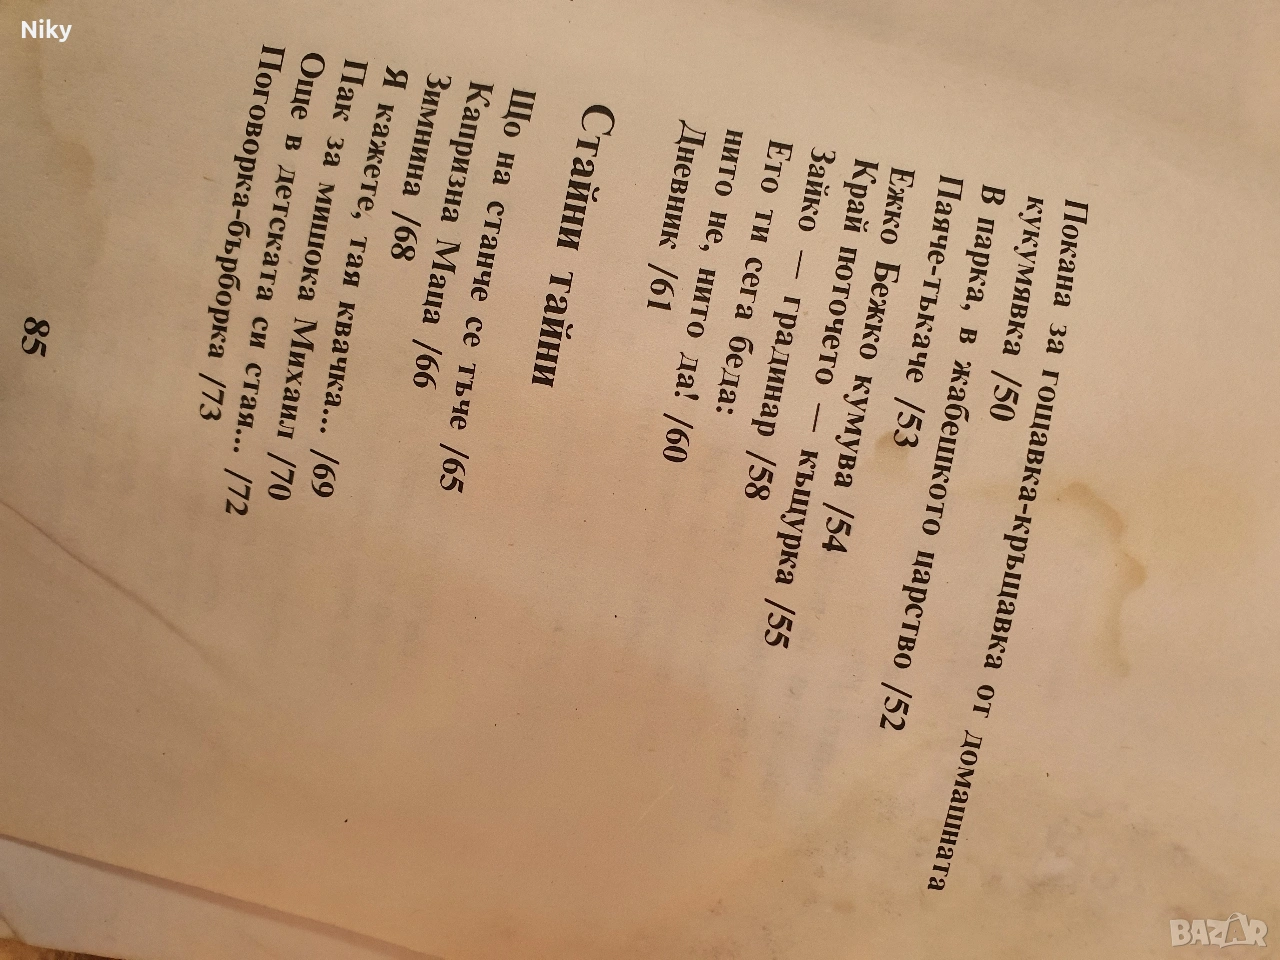 Niky
Покана за гощавка-кръщавка от домашната
кукумявка /50
В парка, в жабешкото царство /52
Паяче-тъкаче /53
Ежко Бежко кумува /54
Край поточето — къщурка /55
Зайко — градинар /58
Его ти сега беда:
нито не, нито да! /60
Дневник /61
Стайни тайни
Що на станче се тъче /65
Капризна Маца /66
Зимнина /68
Я кажете, тая квачка... /69
Пак за мишока Михаил /70
Още в детската си стая... /72
Поговорка-бърборка /73
85
BAZAR